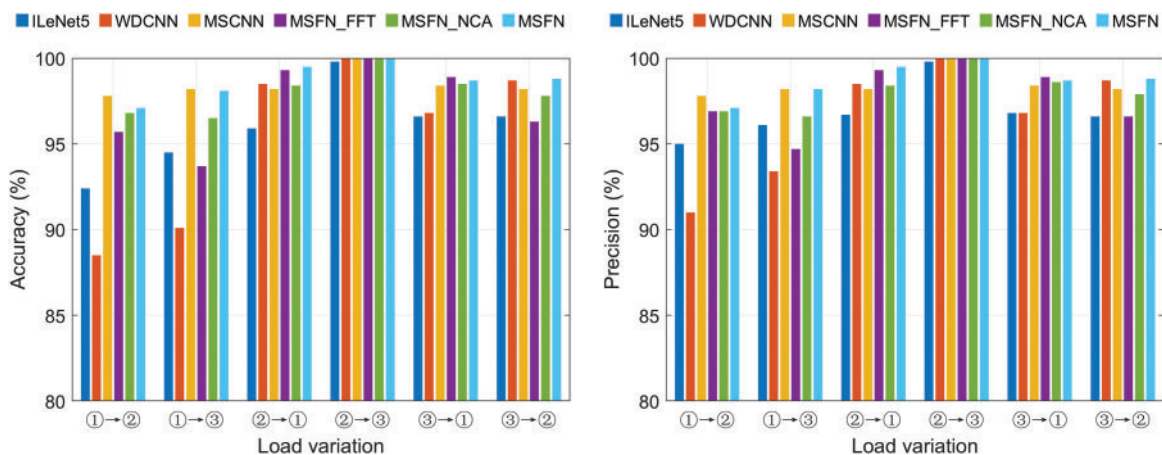 ILeNet5 WDCNN MSCNN MSFN_FFT MSFN_NCA MSFN
100
95
90
85
80
Accuracy (%)
①→② ①→③ ②→① ②→③ ③→① ③→②
Load variation
ILeNet5 WDCNN MSCNN MSFN_FFT MSFN_NCA MSFN
100
95
90
85
80
Precision (%)
①→② ①→③ ②→① ②→③ ③→① ③→②
Load variation